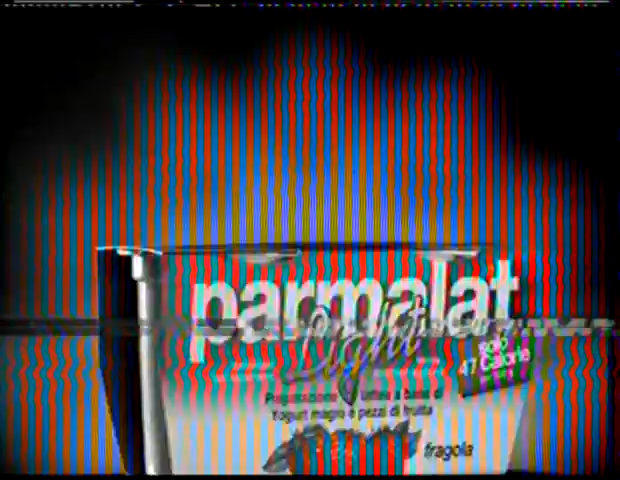 parmalat
Light
solo
47 Calorie
Preparazione a base di
Yogurt magro e pezzi di frutta
fragola